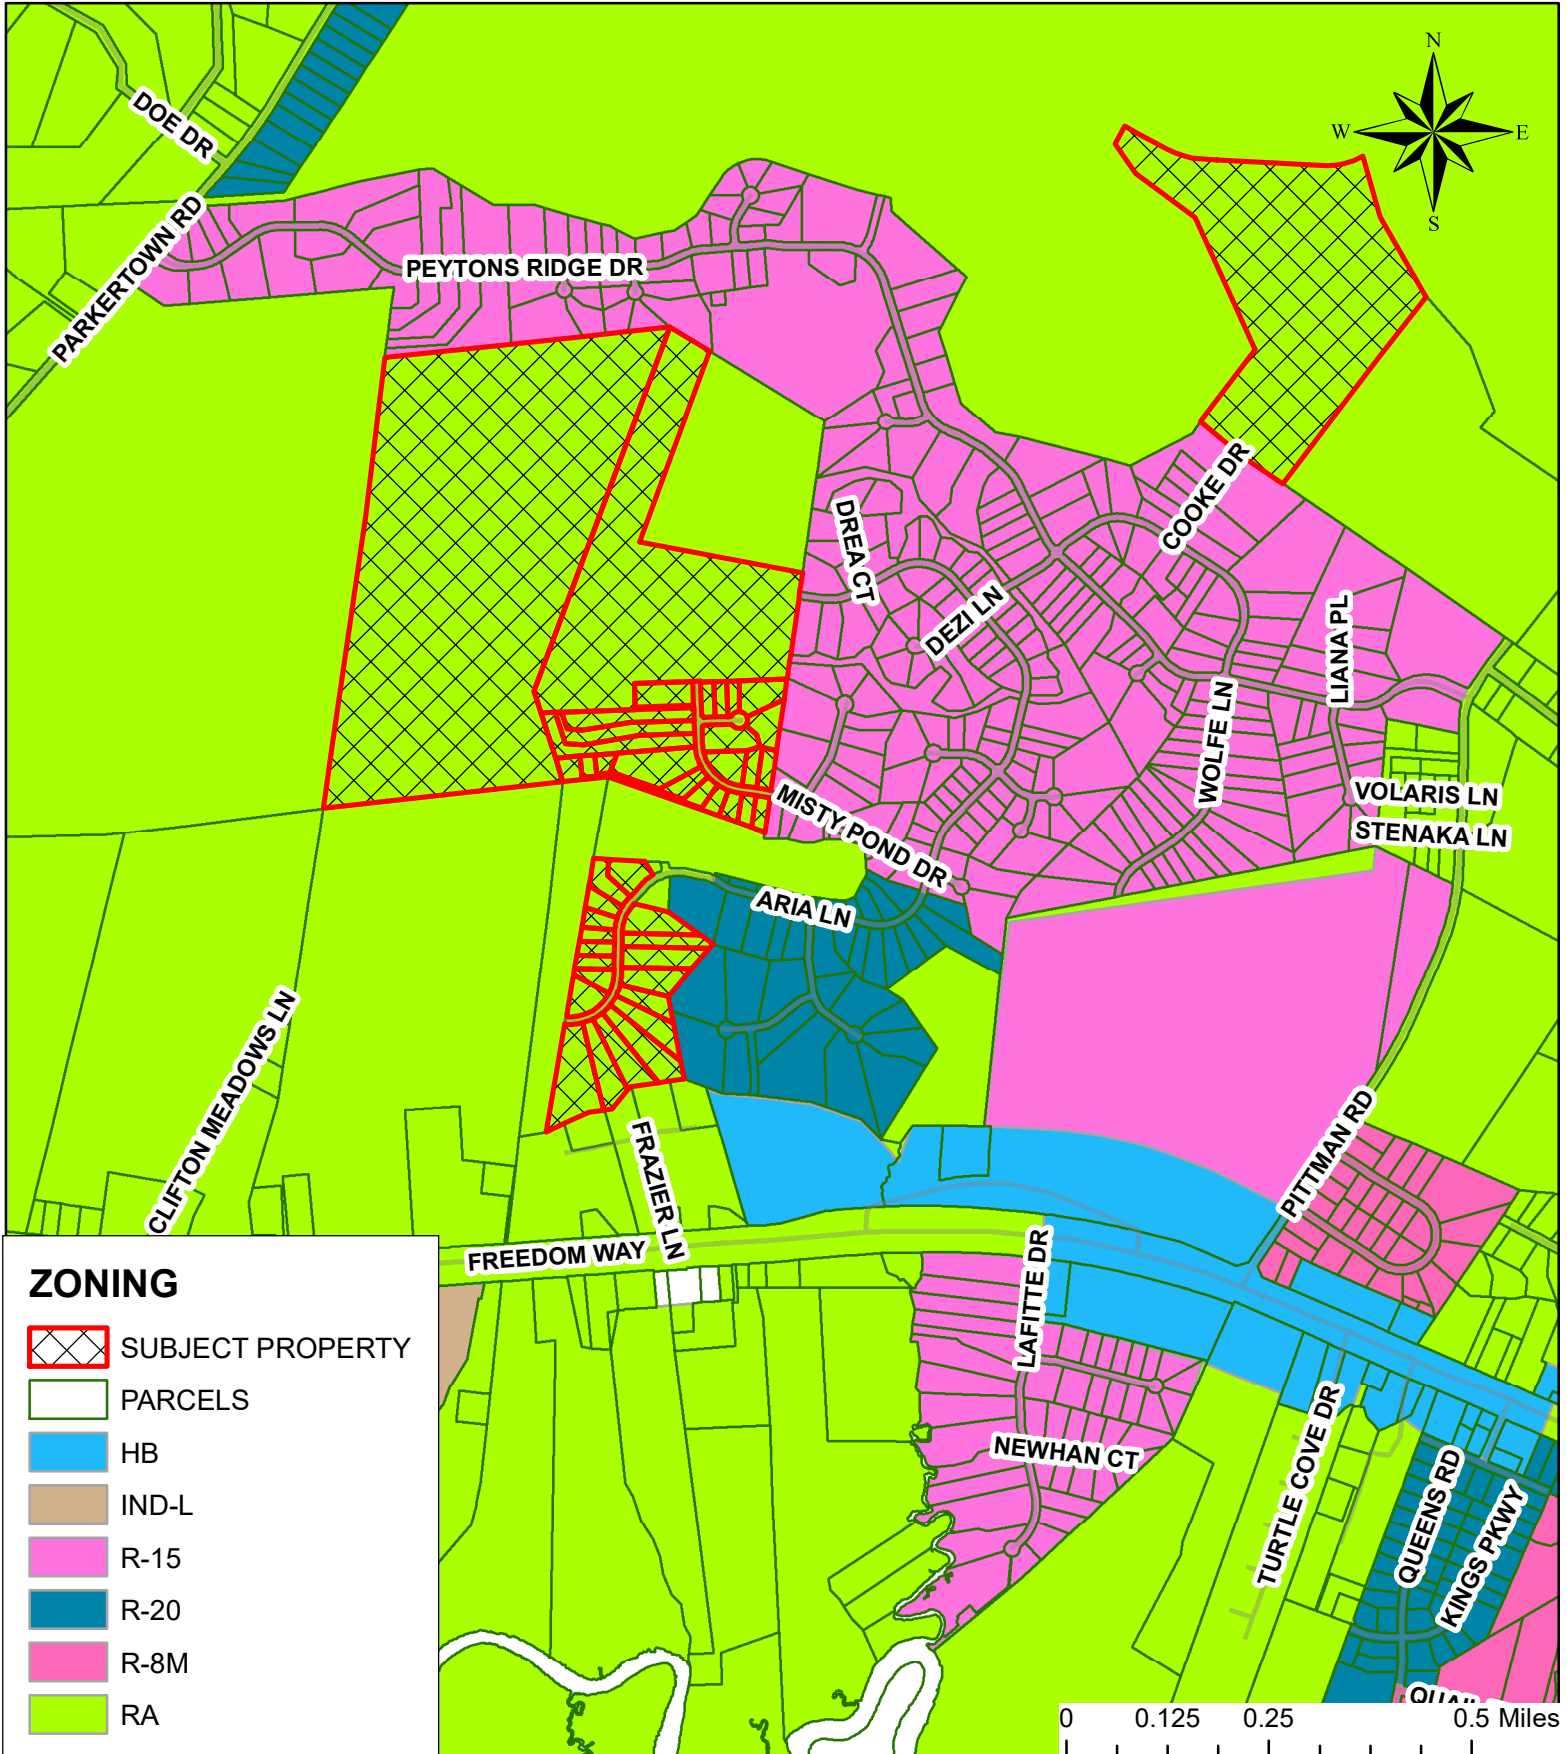 N
W
E
S
DOE DR
PARKERTOWN RD
PEYTONS RIDGE DR
COOKE DR
DREA CT
DEZI LN
LIANA PL
WOLFE LN
VOLARIS LN
STENAKA LN
MISTY POND DR
ARIA LN
CLIFTON MEADOWS LN
FRAZIER LN
PITTMAN RD
FREEDOM WAY
LAFITTE DR
NEWHAN CT
TURTLE COVE DR
QUEENS RD
KINGS PKWY
ZONING
SUBJECT PROPERTY
PARCELS
HB
IND-L
R-15
R-20
R-8M
RA
0 0.125 0.25 0.5 Miles